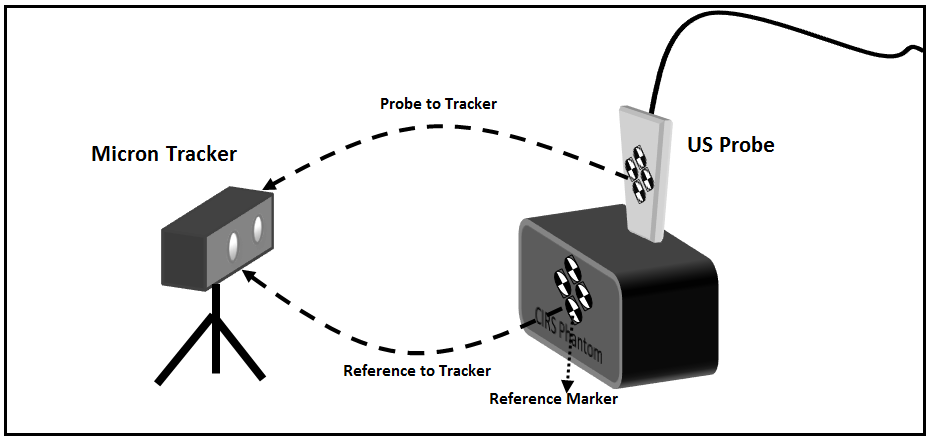 Probe to Tracker
Micron Tracker
US Probe
CIRS Phantom
Reference to Tracker
Reference Marker